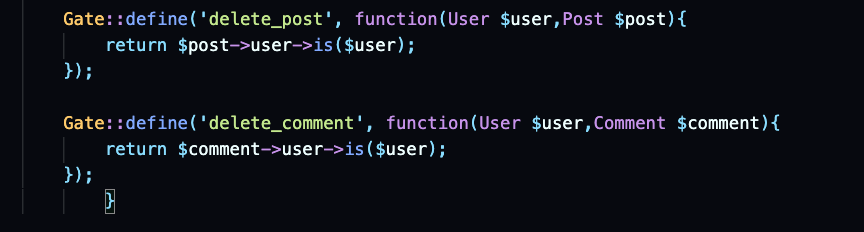 Gate::define('delete_post', function(User $user,Post $post){
return $post->user->is($user);
});
Gate::define('delete_comment', function(User $user,Comment $comment){
return $comment->user->is($user);
});
}